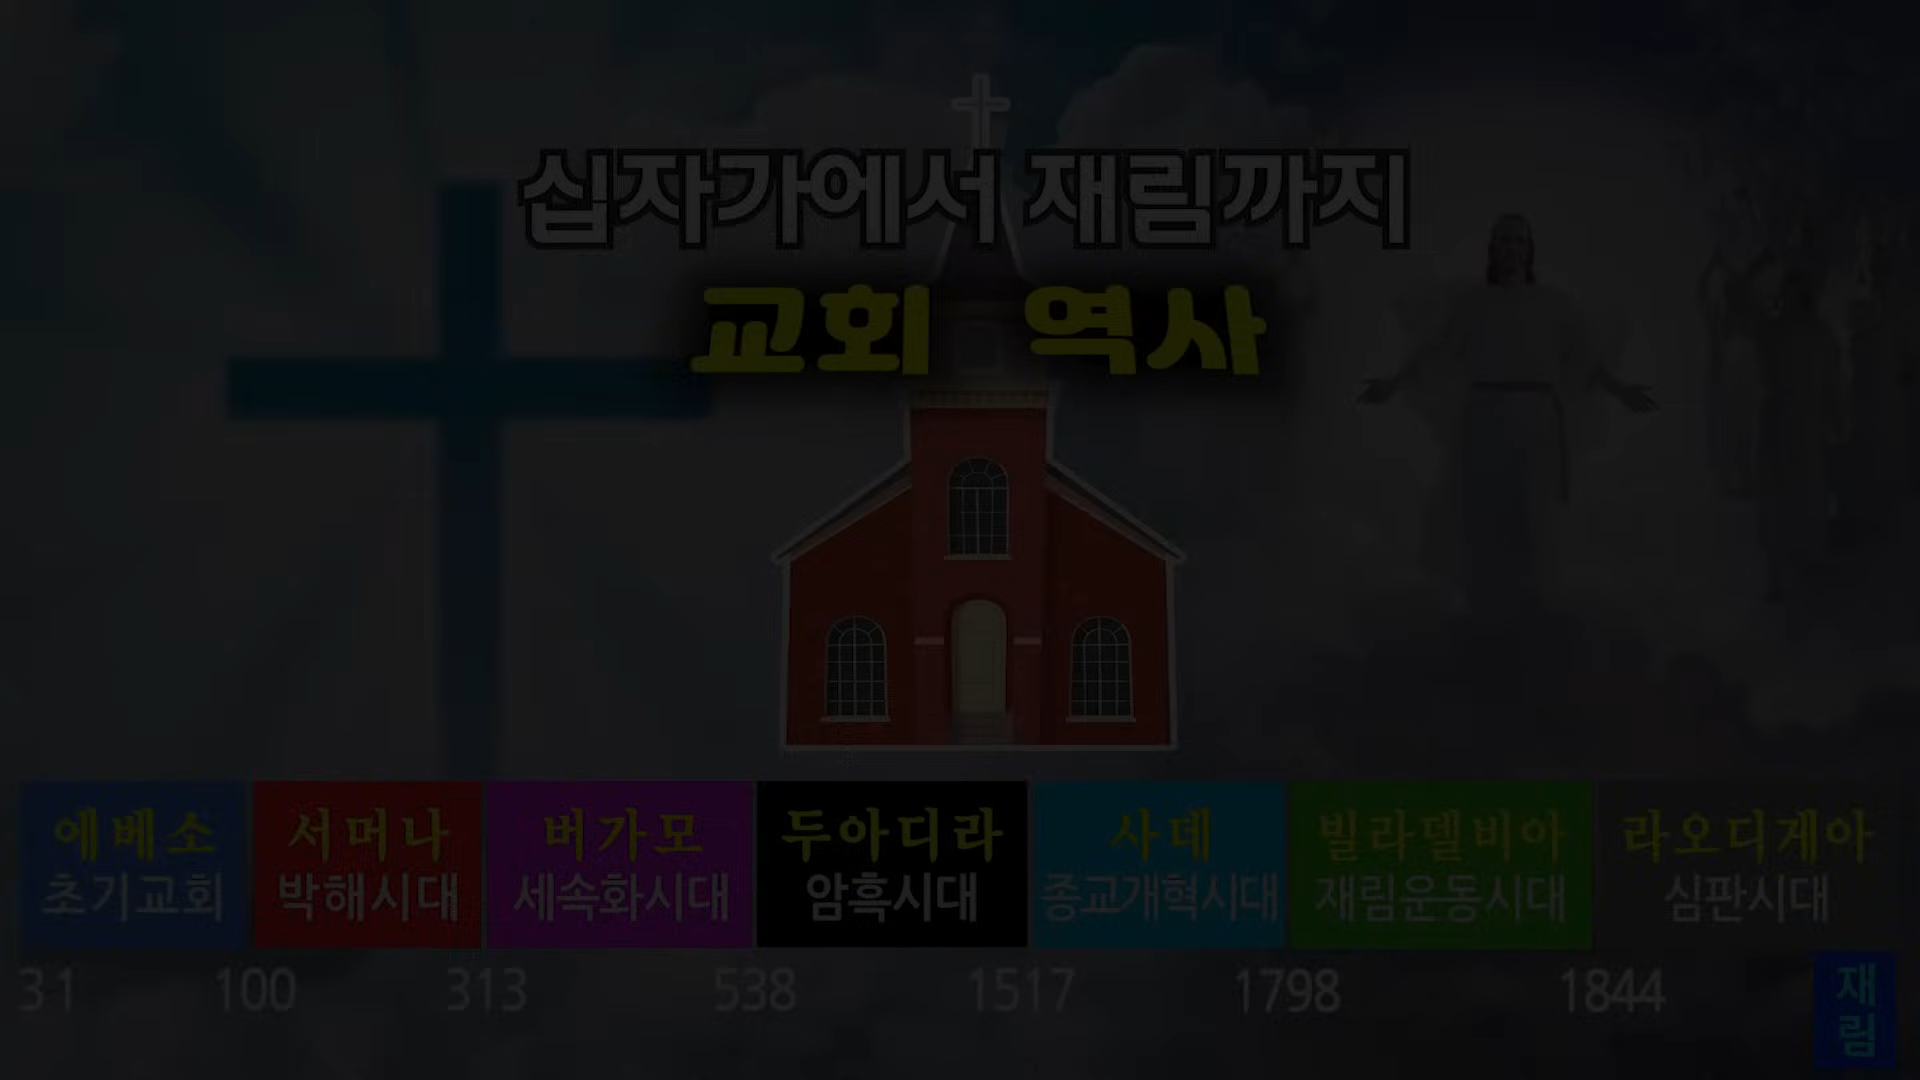 십자가에서 재림까지
교회 역사
에베소 서머나 버가모 두아디라 사데 빌라델비아 라오디게아
초기교회 박해시대 세속화시대 암흑시대 종교개혁시대 재림운동시대 심판시대
31 100 313 538 1517 1798 1844
재림